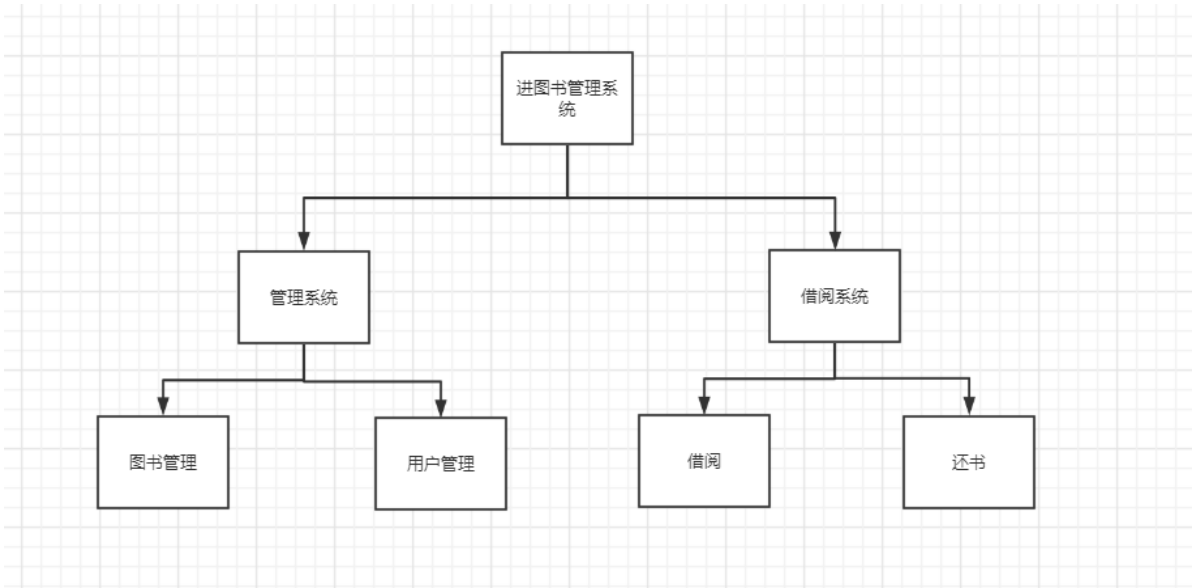 进图书管理系
统
管理系统
借阅系统
图书管理
用户管理
借阅
还书